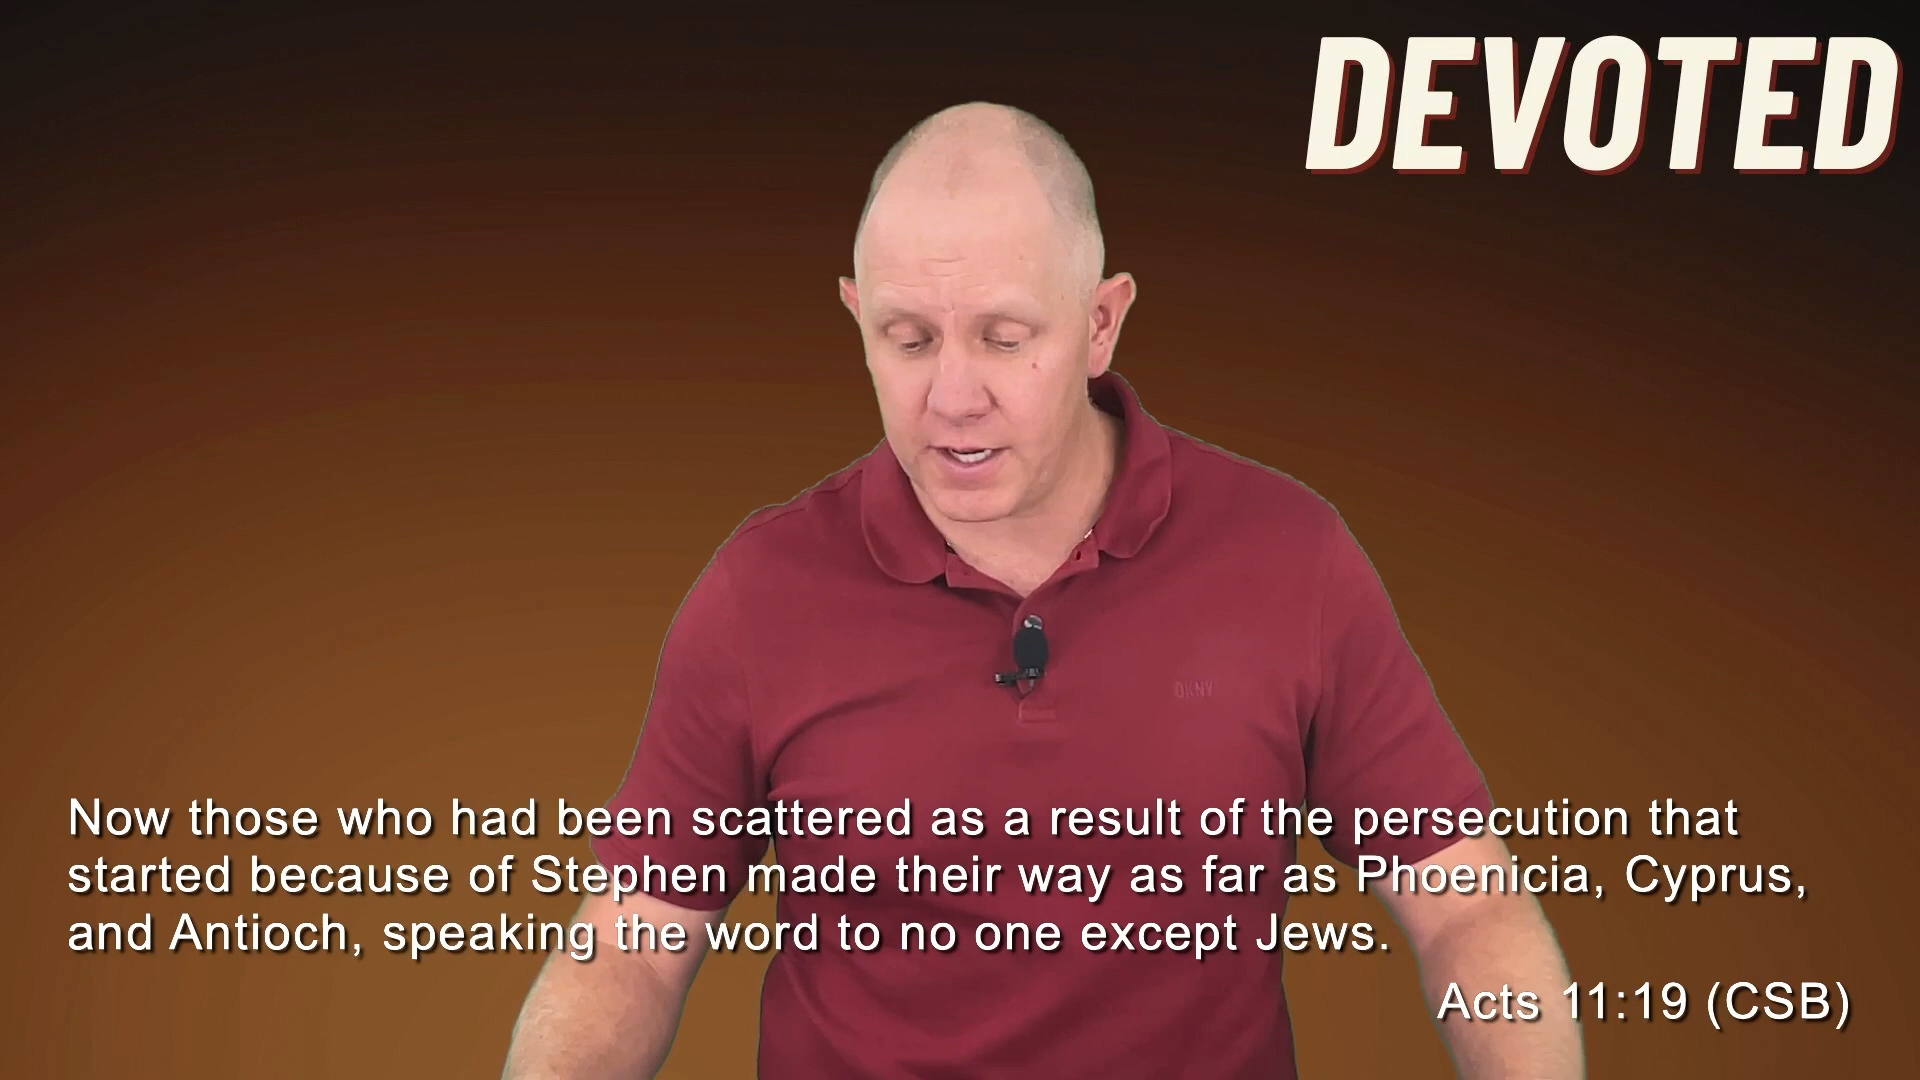 DEVOTED
DKNY
Now those who had been scattered as a result of the persecution that
started because of Stephen made their way as far as Phoenicia, Cyprus,
and Antioch, speaking the word to no one except Jews.
Acts 11:19 (CSB)